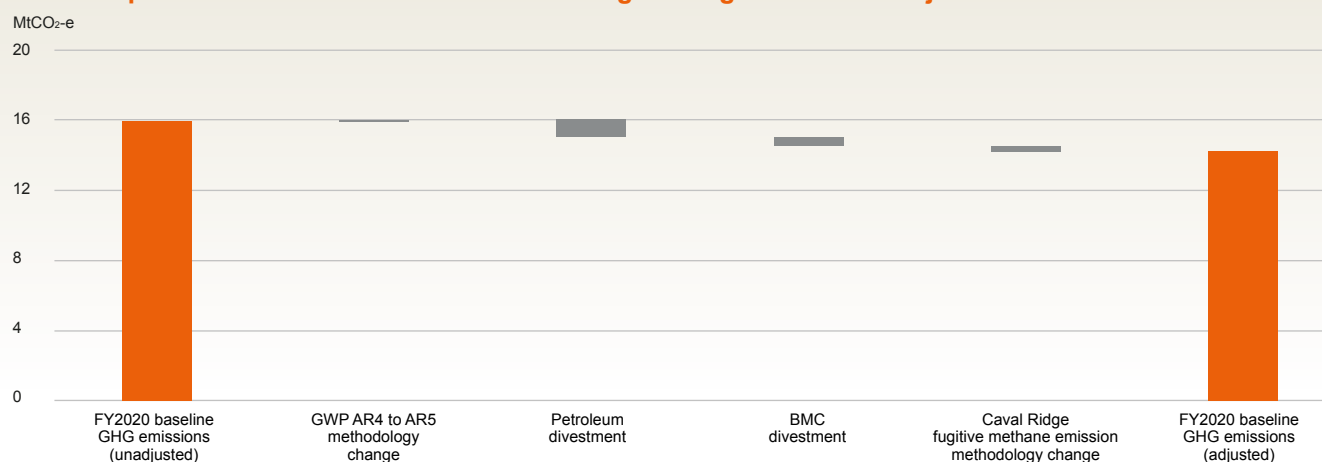 MtCO₂-e
20
16
12
8
4
0
FY2020 baseline
GHG emissions
(unadjusted)
GWP AR4 to AR5
methodology
change
Petroleum
divestment
BMC
divestment
Caval Ridge
fugitive methane emission
methodology change
FY2020 baseline
GHG emissions
(adjusted)